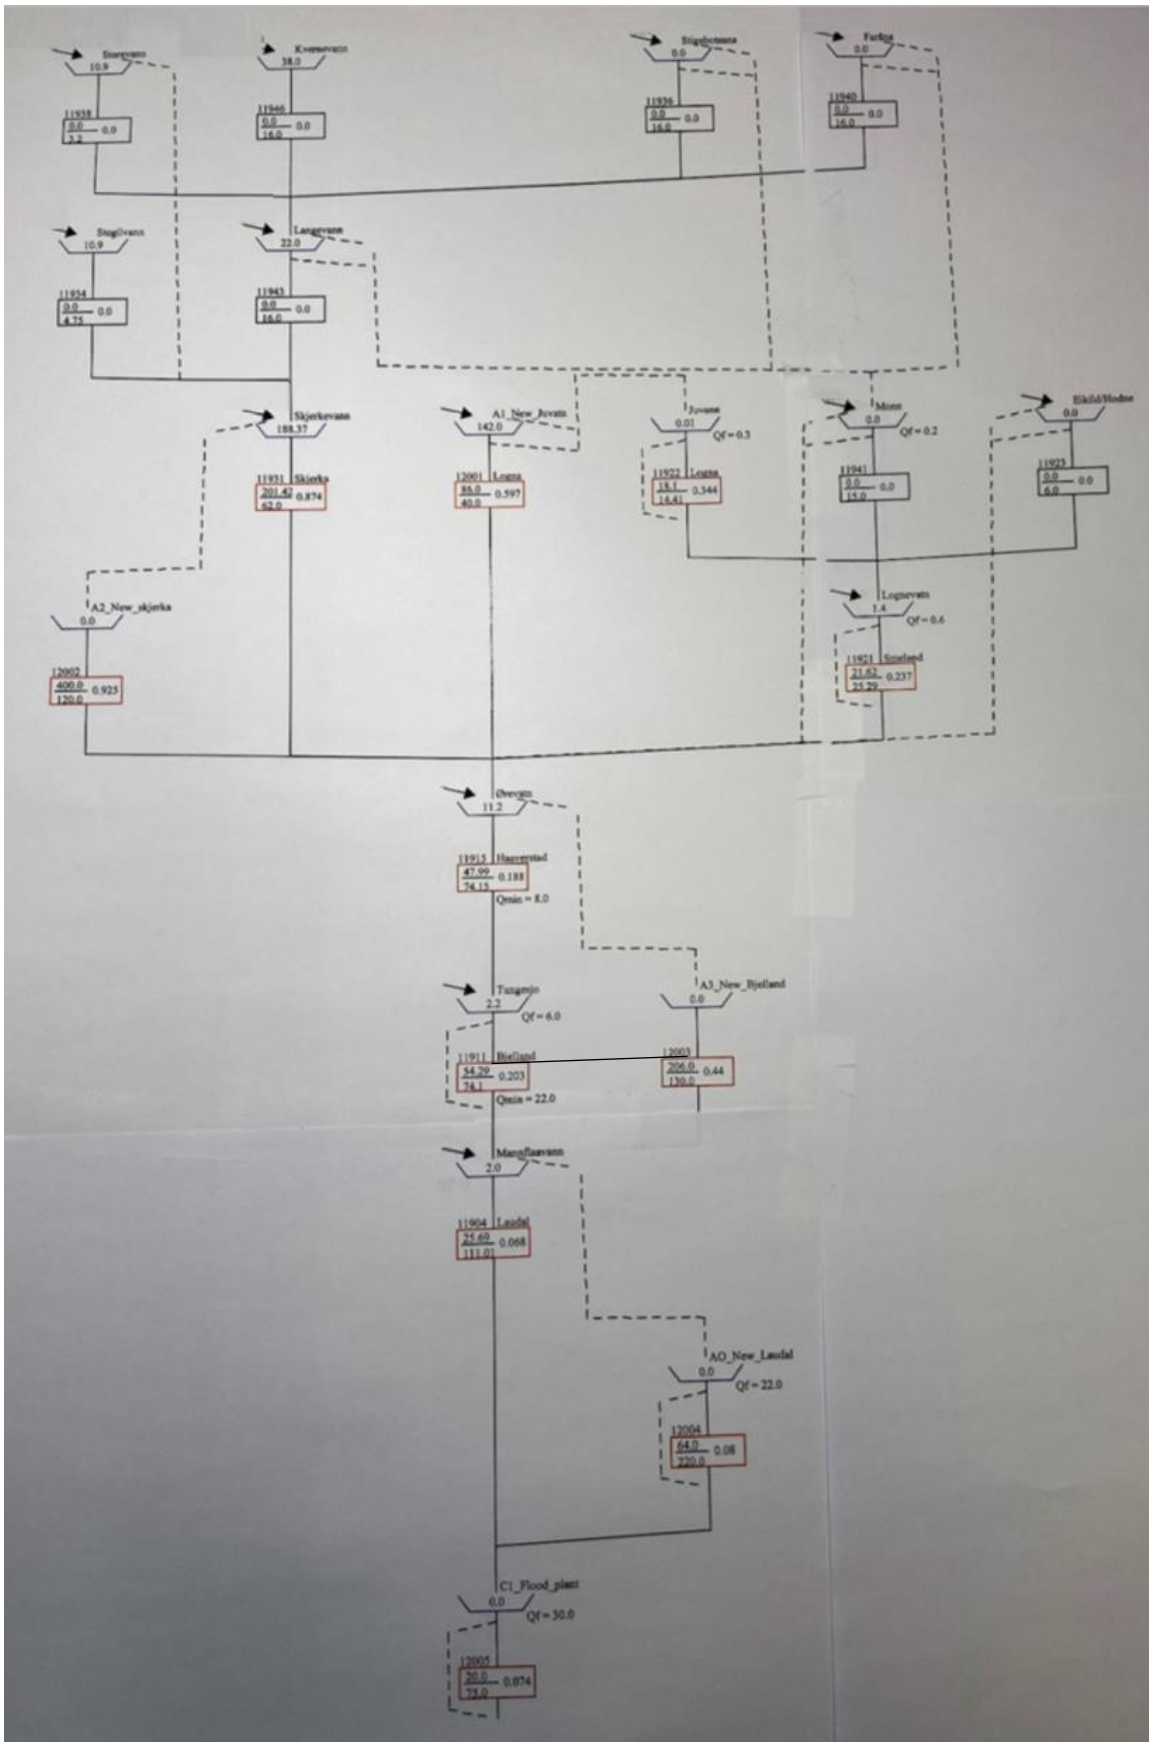 Storevann
10.9
11938
0.0
0.0
3.2
Kvernevann
38.0
11946
0.0
0.0
16.0
Stigebotsana
0.0
11936
0.0
0.0
16.0
Faråna
0.0
11940
0.0
0.0
16.0
10.9
11934
0.0
0.0
4.75
Langevann
22.0
11943
0.0
0.0
16.0
Skjerkevann
188.37
11931 Skjerka
201.42
0.874
62.0
A1_New_Juvatn
142.0
12001 Logna
86.0
0.597
40.0
Juvann
0.01
Qf = 0.3
11922 Logna
18.1
0.344
14.41
Monn
0.0
Qf = 0.2
11941
0.0
0.0
15.0
0.0
11923
0.0
0.0
6.0
A2_New_skjerka
0.0
12002
400.0
0.925
120.0
Lognevatn
1.4
Qf = 0.6
11921 Smeland
21.62
0.237
25.29
Ørevatn
11.2
11915 Haaverstad
47.99
0.188
74.15
Qmin = 8.0
Tungesjo
2.2
Qf = 6.0
11911 Bjelland
54.29
0.203
74.1
Qmin = 22.0
A3_New_Bjelland
0.0
12003
206.0
0.44
130.0
Mannflaavann
2.0
11904 Laudal
25.69
0.068
111.01
AO_New_Laudal
0.0
Qf = 22.0
12004
64.0
0.08
220.0
C1_Flood_plant
0.0
Qf = 30.0
12005
20.0
0.074
75.0